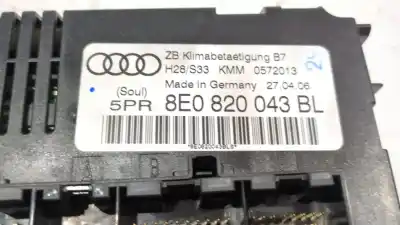 ZB Klimabetaetigung B7
H28/S33 KMM 0572013
Made in Germany 27.04.06
(Soul)
5PR 8E0 820 043 BL
*8E0820043BLS*